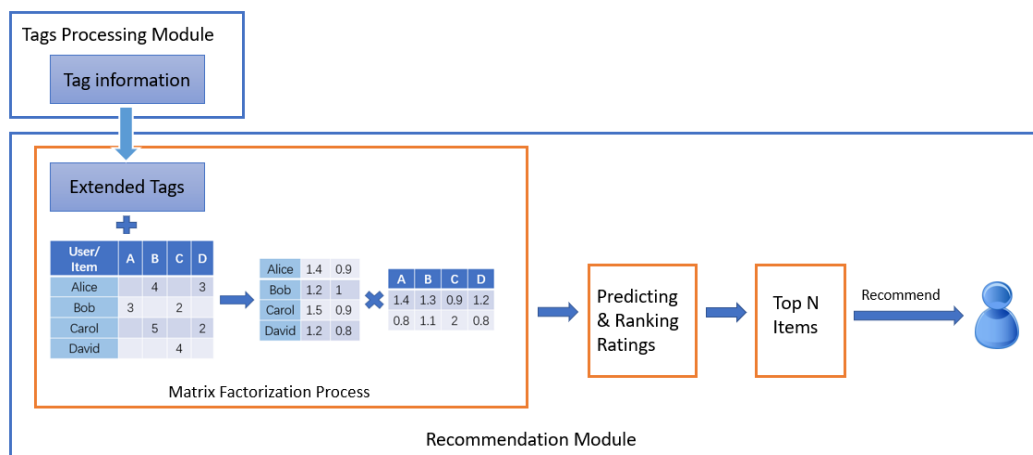 Tags Processing Module
Tag information
Extended Tags
User/ Item A B C D
Alice 4 3
Bob 3 2
Carol 5 2
David 4
Alice 1.4 0.9
Bob 1.2 1
Carol 1.5 0.9
David 1.2 0.8
A B C D
1.4 1.3 0.9 1.2
0.8 1.1 2 0.8
Matrix Factorization Process
Predicting
& Ranking
Ratings
Top N
Items
Recommend
Recommendation Module